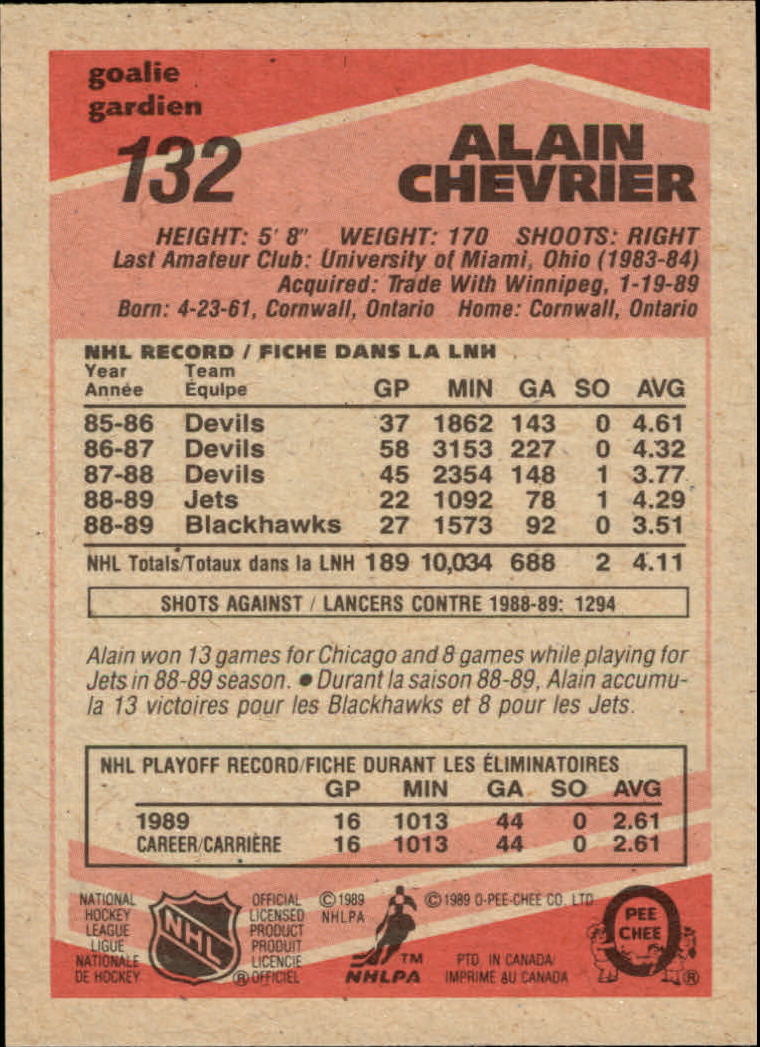 goalie
gardien
132
ALAIN
CHEVRIER
HEIGHT: 5' 8" WEIGHT: 170 SHOOTS: RIGHT
Last Amateur Club: University of Miami, Ohio (1983-84)
Acquired: Trade With Winnipeg, 1-19-89
Born: 4-23-61, Cornwall, Ontario Home: Cornwall, Ontario
NHL RECORD / FICHE DANS LA LNH
Year Team
Année Équipe GP MIN GA SO AVG
85-86 Devils 37 1862 143 0 4.61
86-87 Devils 58 3153 227 0 4.32
87-88 Devils 45 2354 148 1 3.77
88-89 Jets 22 1092 78 1 4.29
88-89 Blackhawks 27 1573 92 0 3.51
NHL Totals/Totaux dans la LNH 189 10,034 688 2 4.11
SHOTS AGAINST / LANCERS CONTRE 1988-89: 1294
Alain won 13 games for Chicago and 8 games while playing for
Jets in 88-89 season. ● Durant la saison 88-89, Alain accumu-
la 13 victoires pour les Blackhawks et 8 pour les Jets.
NHL PLAYOFF RECORD/FICHE DURANT LES ÉLIMINATOIRES
GP MIN GA SO AVG
1989 16 1013 44 0 2.61
CAREER/CARRIÈRE 16 1013 44 0 2.61
NATIONAL
HOCKEY
LEAGUE
LIGUE
NATIONALE
DE HOCKEY
NHL
®
OFFICIAL
LICENSED
PRODUCT
PRODUIT
LICENCIE
OFFICIEL
© 1989
NHLPA
TM
NHLPA
© 1989 O-PEE-CHEE CO. LTD
PTD. IN CANADA
IMPRIMÉ AU CANADA
PEE
CHEE
®